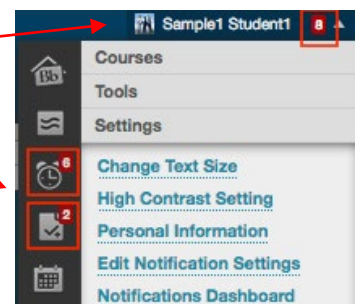 Sample1 Student1 8
Bb
Courses
Tools
Settings
6
Change Text Size
High Contrast Setting
2
Personal Information
Edit Notification Settings
Notifications Dashboard